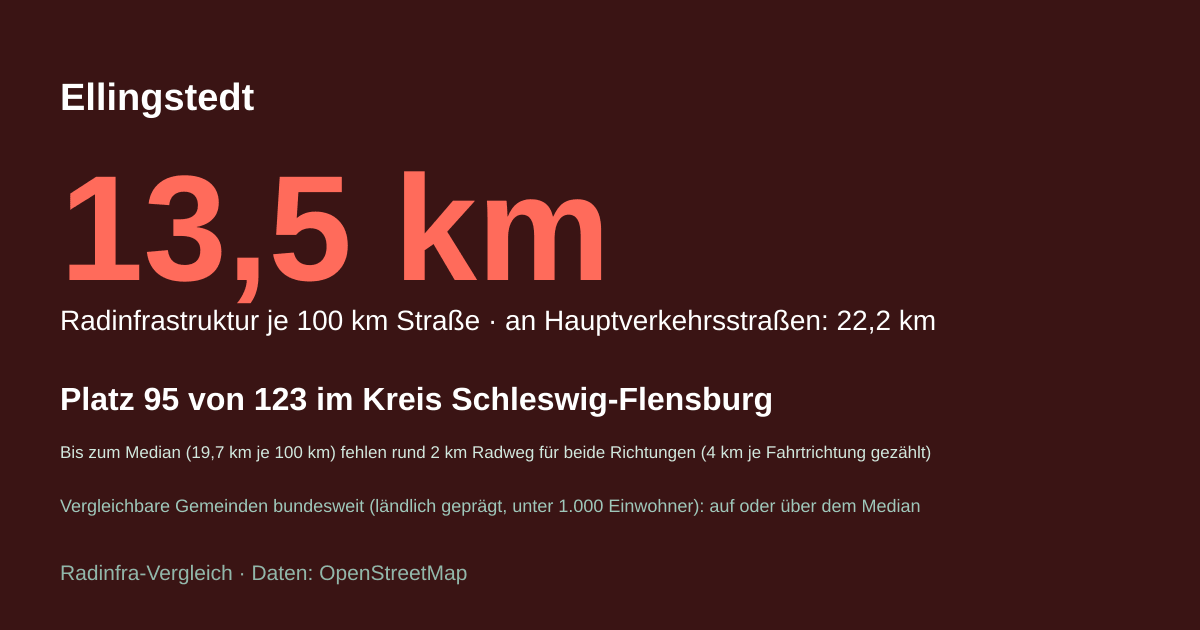 Ellingstedt
13,5 km
Radinfrastruktur je 100 km Straße · an Hauptverkehrsstraßen: 22,2 km
Platz 95 von 123 im Kreis Schleswig-Flensburg
Bis zum Median (19,7 km je 100 km) fehlen rund 2 km Radweg für beide Richtungen (4 km je Fahrtrichtung gezählt)
Vergleichbare Gemeinden bundesweit (ländlich geprägt, unter 1.000 Einwohner): auf oder über dem Median
Radinfra-Vergleich · Daten: OpenStreetMap